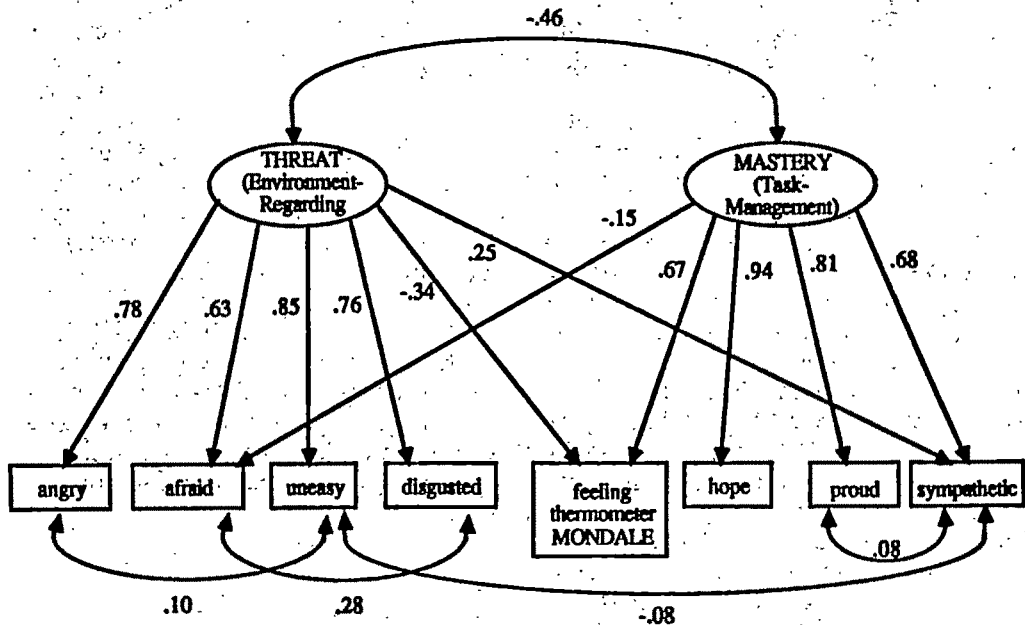 -.46
THREAT
(Environment-
Regarding
MASTERY
(Task-
Management)
.78
.63
.85
.76
-.34
.25
-.15
.67
.94
.81
.68
angry
afraid
uneasy
disgusted
feeling
thermometer
MONDALE
hope
proud
sympathetic
.10
.28
-.08
.08